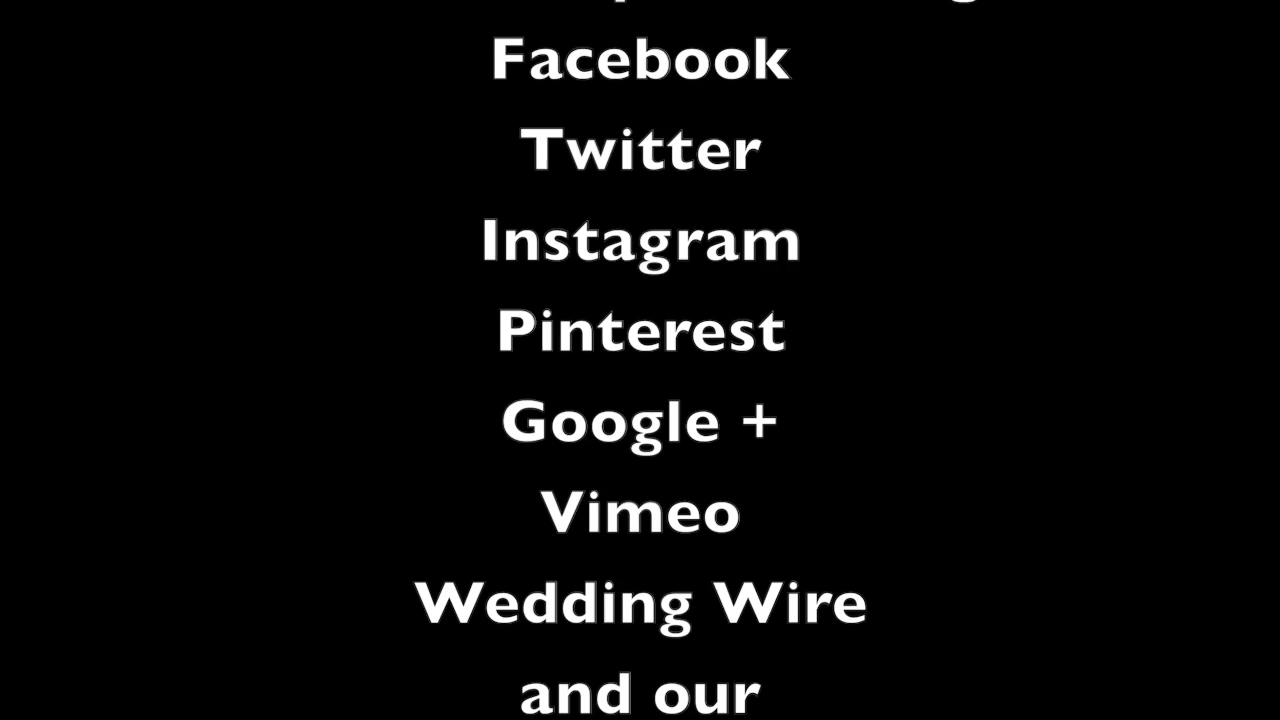 Facebook
Twitter
Instagram
Pinterest
Google +
Vimeo
Wedding Wire
and our